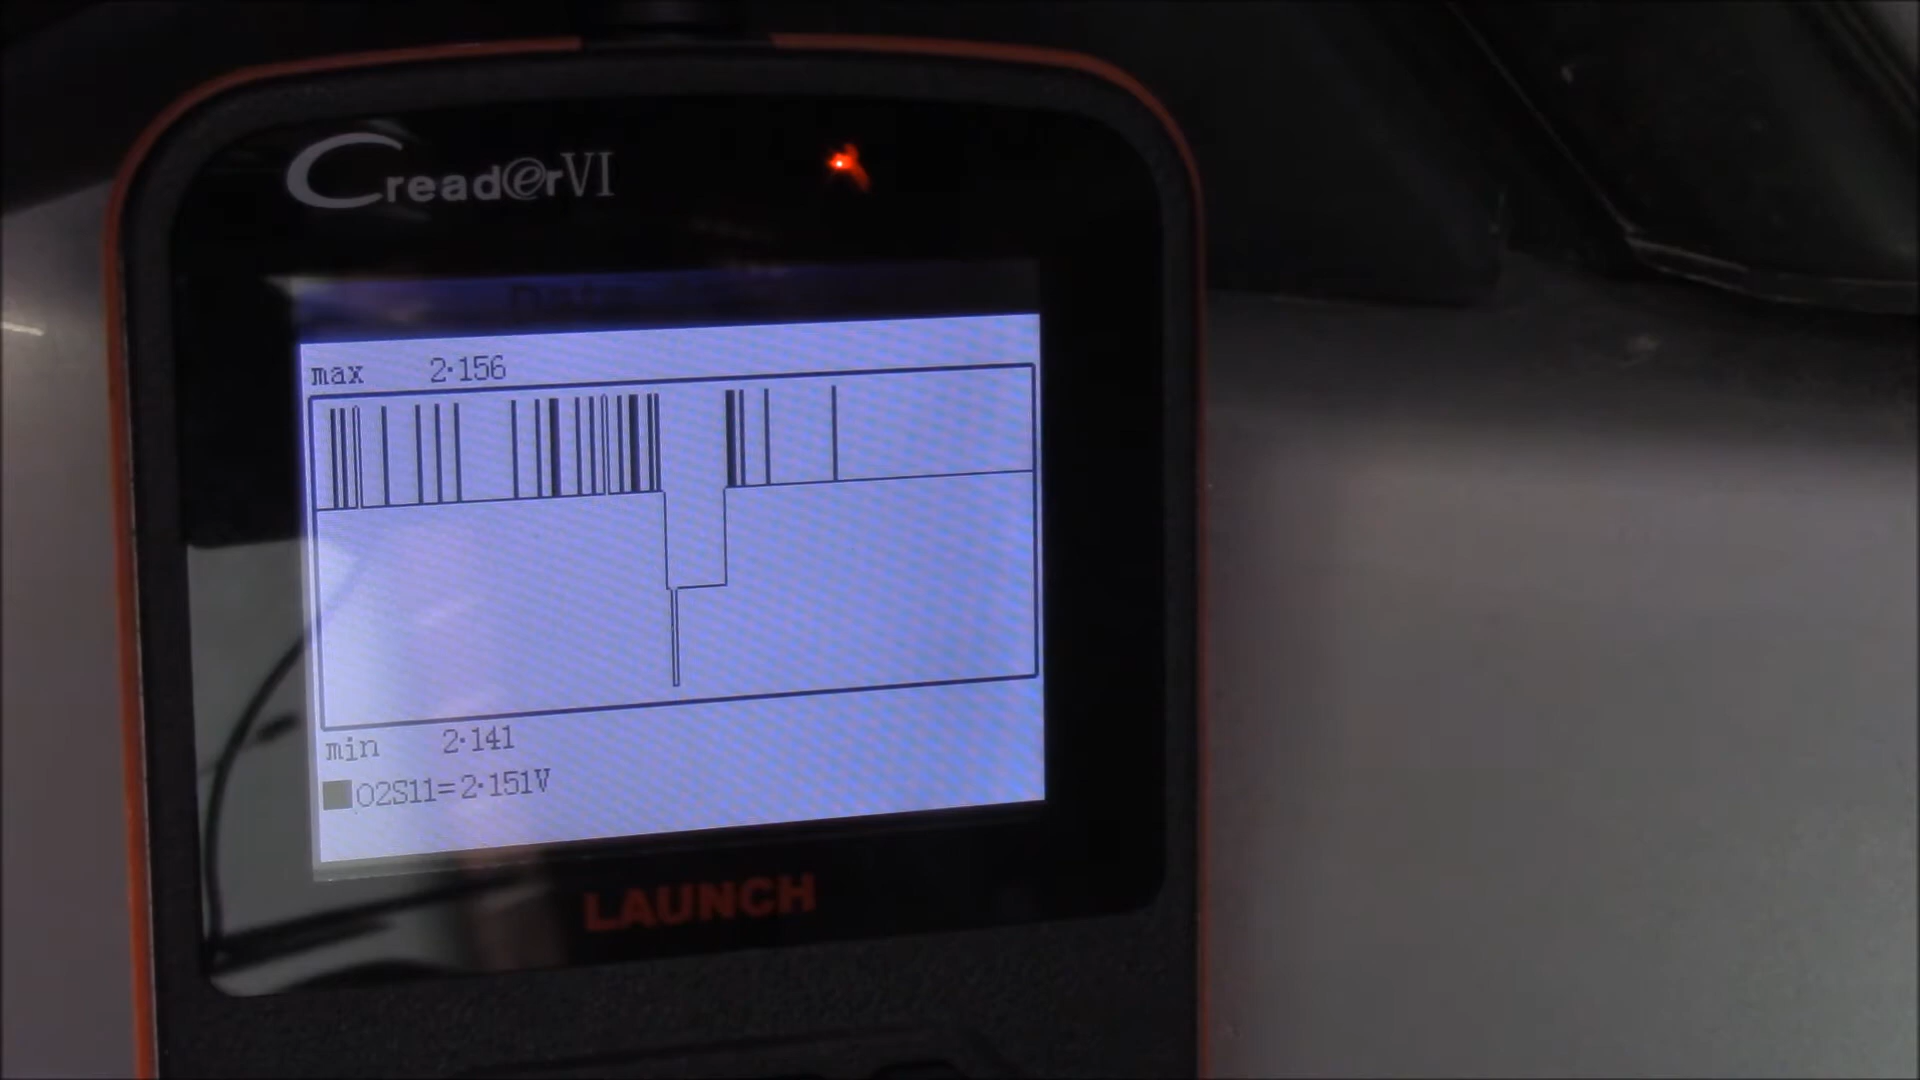 CreaderVI
max 2.156
min 2.141
O2S11=2.151V
LAUNCH